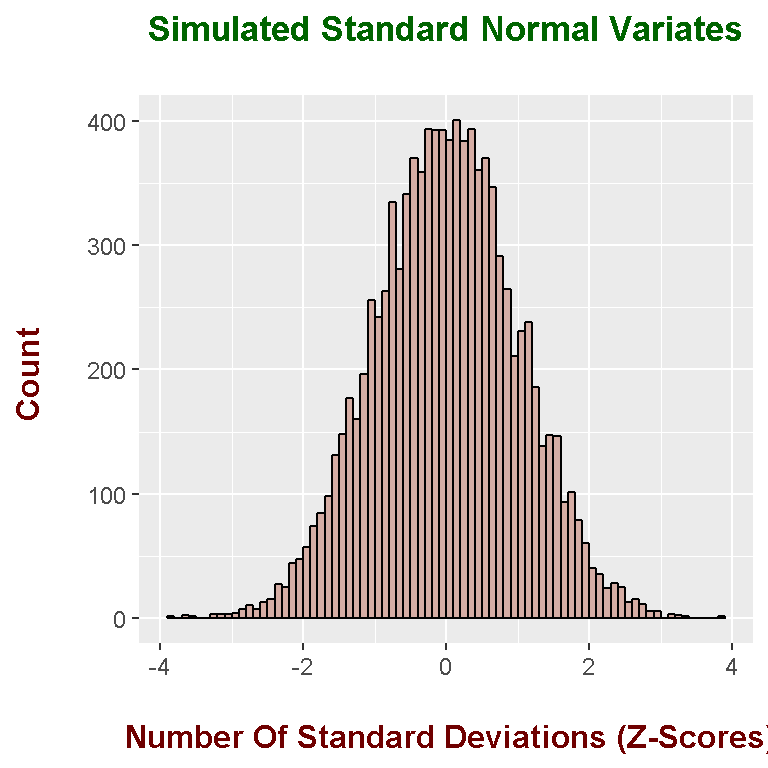 Simulated Standard Normal Variates
400
300
200
100
0
Count
-4 -2 0 2 4
Number Of Standard Deviations (Z-Scores)